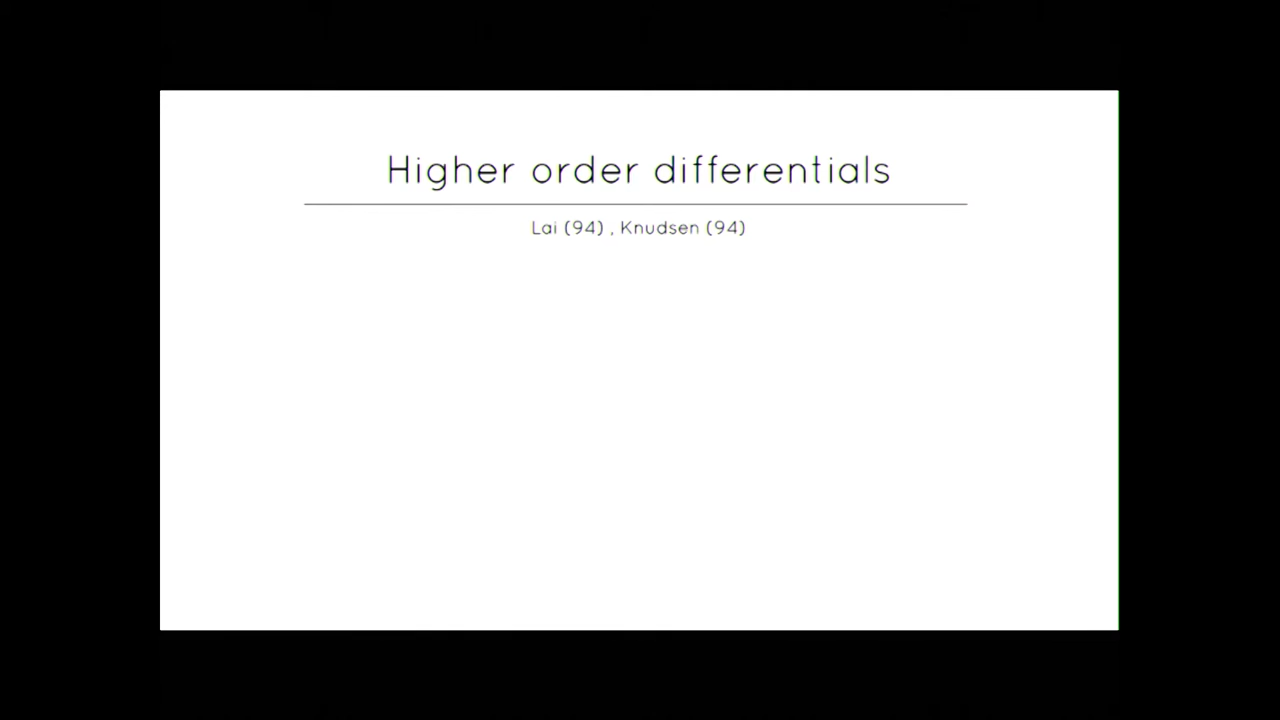 Higher order differentials
Lai (94) , Knudsen (94)